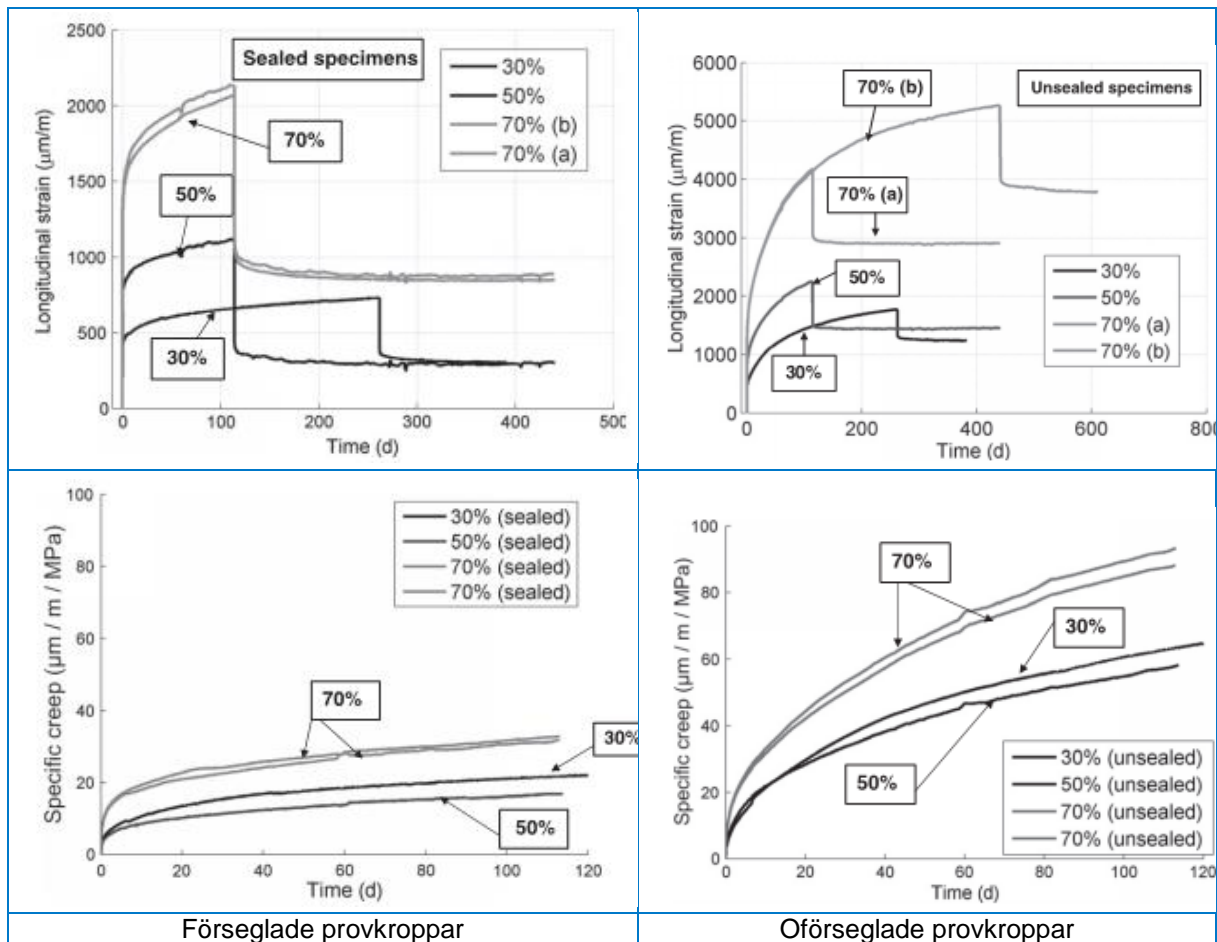 Sealed specimens
30%
50%
70% (b)
70% (a)
70%
50%
30%
2500
2000
1500
1000
500
0
0
100
200
300
400
500
Longitudinal strain (µm/m)
Time (d)
Unsealed specimens
70% (b)
70% (a)
50%
30%
30%
50%
70% (a)
70% (b)
6000
5000
4000
3000
2000
1000
0
0
200
400
600
800
Longitudinal strain (µm/m)
Time (d)
30% (sealed)
50% (sealed)
70% (sealed)
70% (sealed)
70%
30%
50%
100
80
60
40
20
0
0
20
40
60
80
100
120
Specific creep (µm / m / MPa)
Time (d)
70%
30%
50%
30% (unsealed)
50% (unsealed)
70% (unsealed)
70% (unsealed)
100
80
60
40
20
0
0
20
40
60
80
100
120
Specific creep (µm / m / MPa)
Time (d)
Förseglade provkroppar
Oförseglade provkroppar